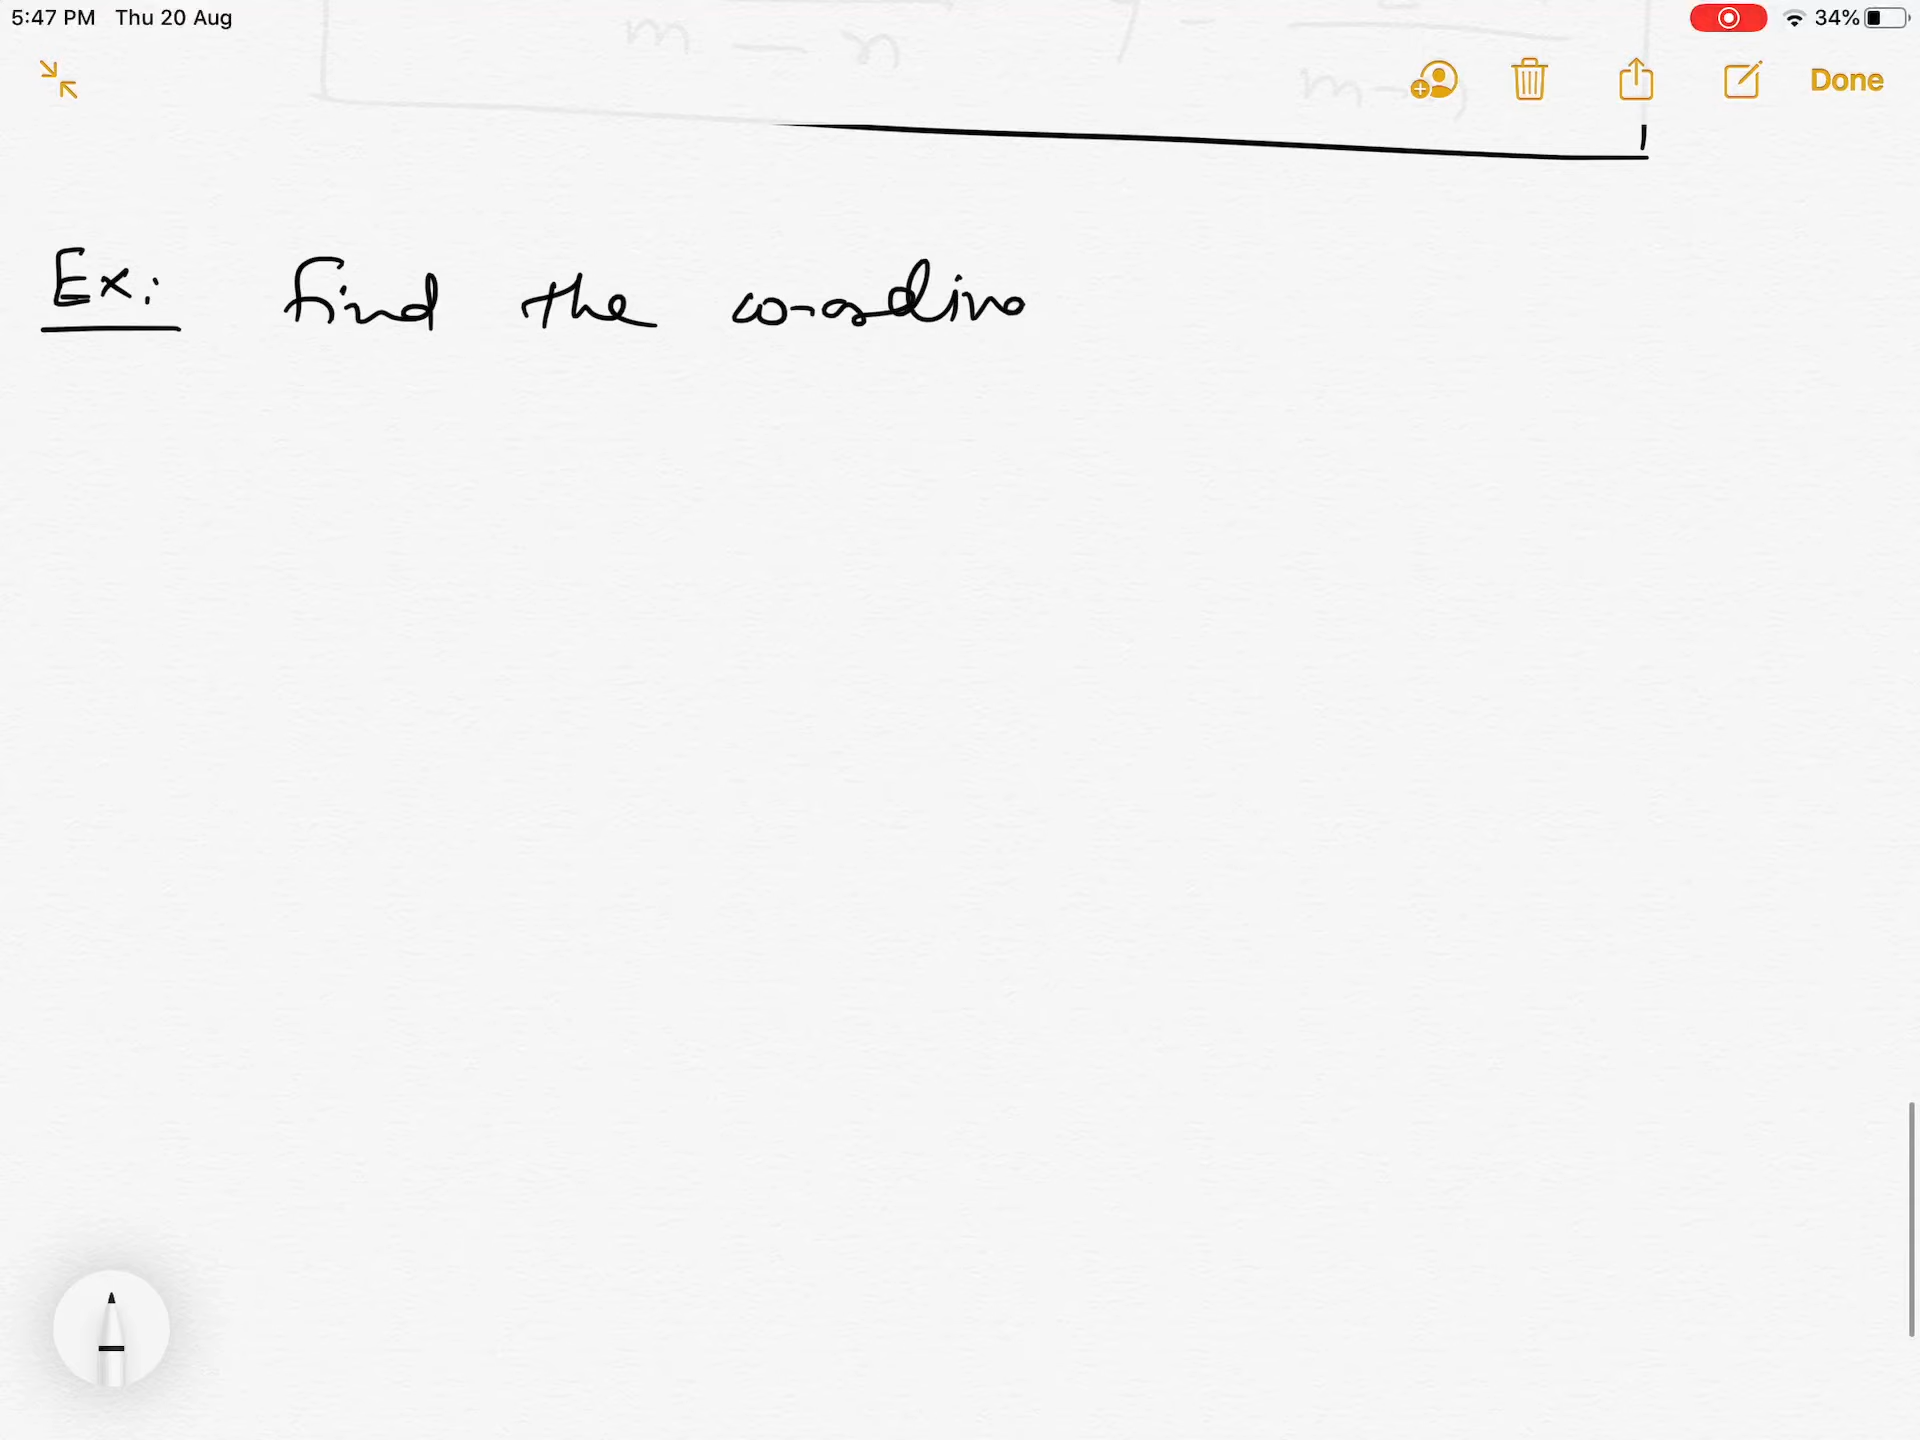 5:47 PM Thu 20 Aug 34%
m - n
m - n
Done
Ex: find the co-ordina